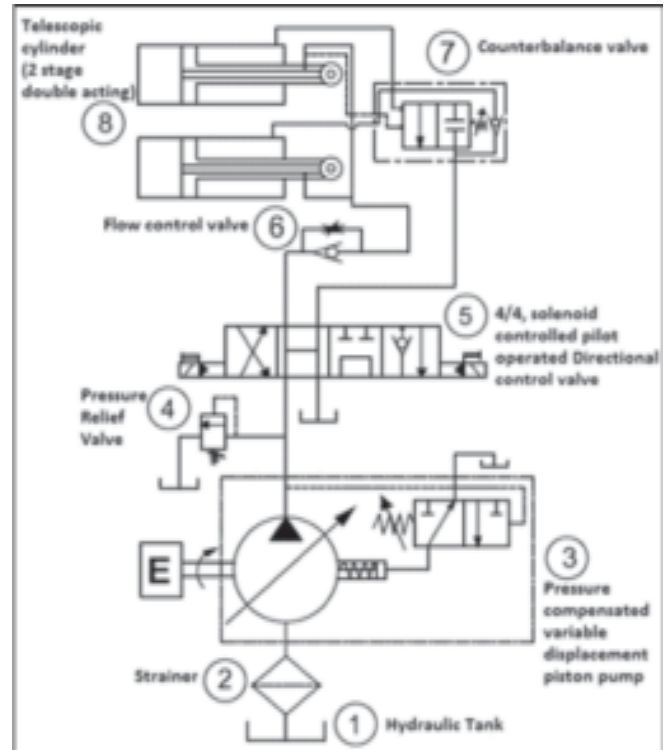 Telescopic
cylinder
(2 stage
double acting)
8
7
Counterbalance valve
Flow control valve
6
5
4/4, solenoid
controlled pilot
operated Directional
control valve
Pressure
Relief
Valve
4
E
3
Pressure
compensated
variable
displacement
piston pump
Strainer
2
1
Hydraulic Tank